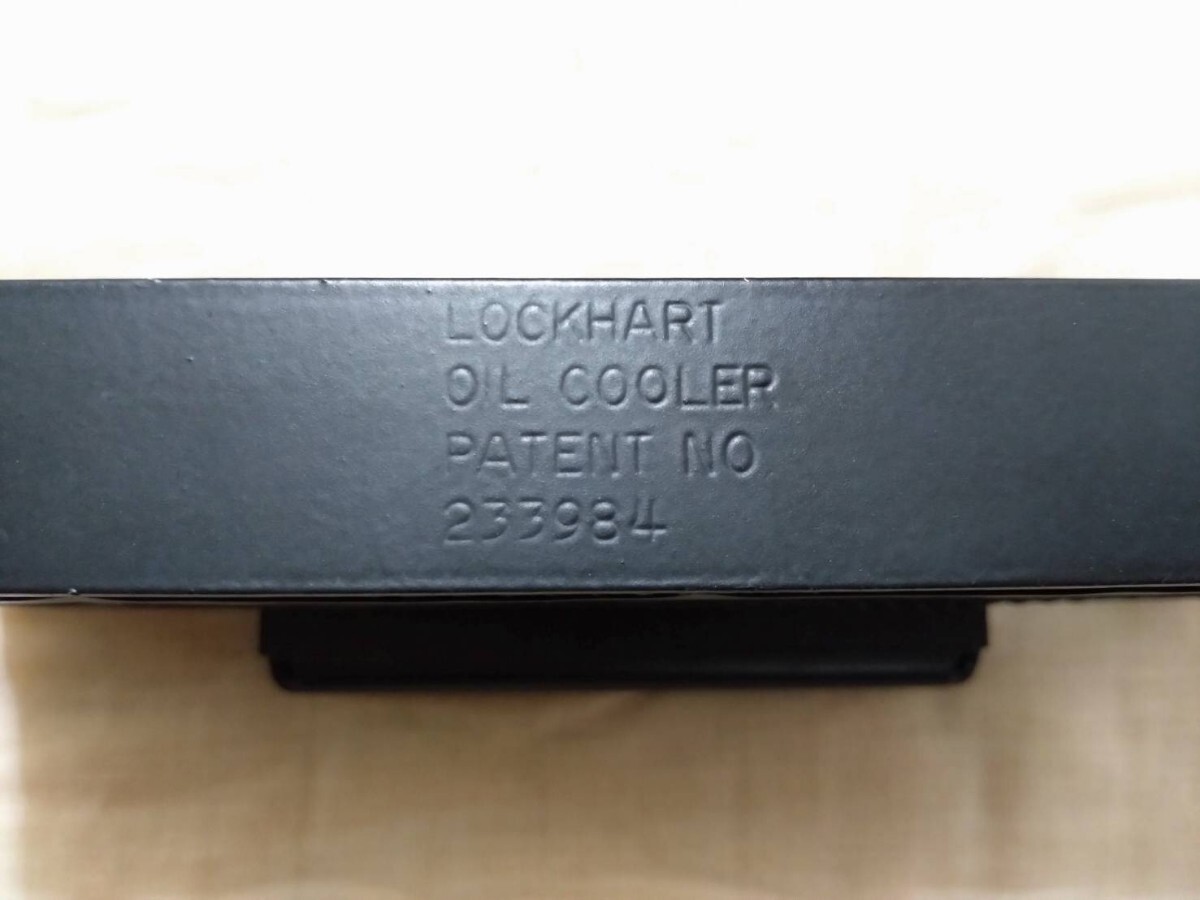 LOCKHART
OIL COOLER
PATENT NO
233984